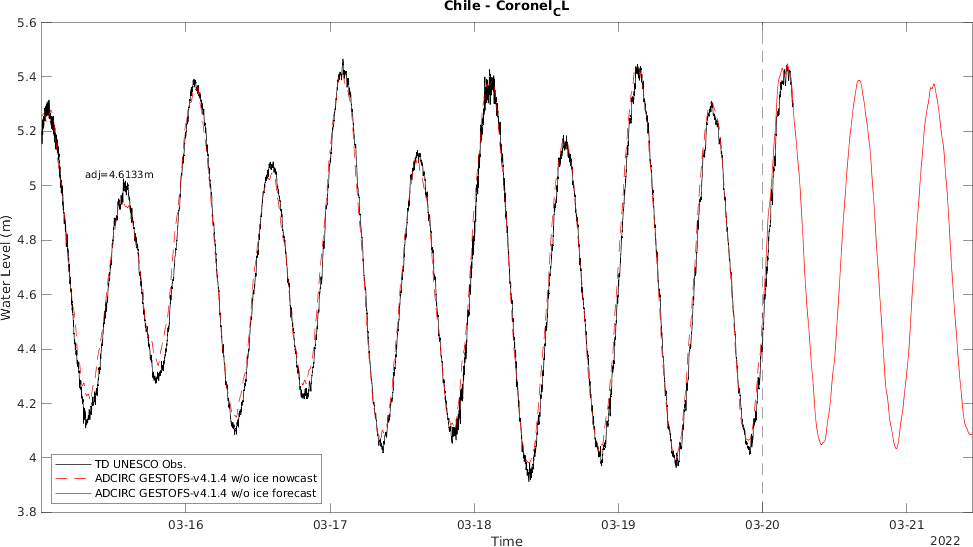 Chile - Coronel_CL
5.6
5.4
5.2
5
4.8
4.6
4.4
4.2
4
3.8
Water Level (m)
adj=4.6133m
TD UNESCO Obs.
ADCIRC GESTOFS-v4.1.4 w/o ice nowcast
ADCIRC GESTOFS-v4.1.4 w/o ice forecast
03-16
03-17
03-18
03-19
03-20
03-21
Time
2022